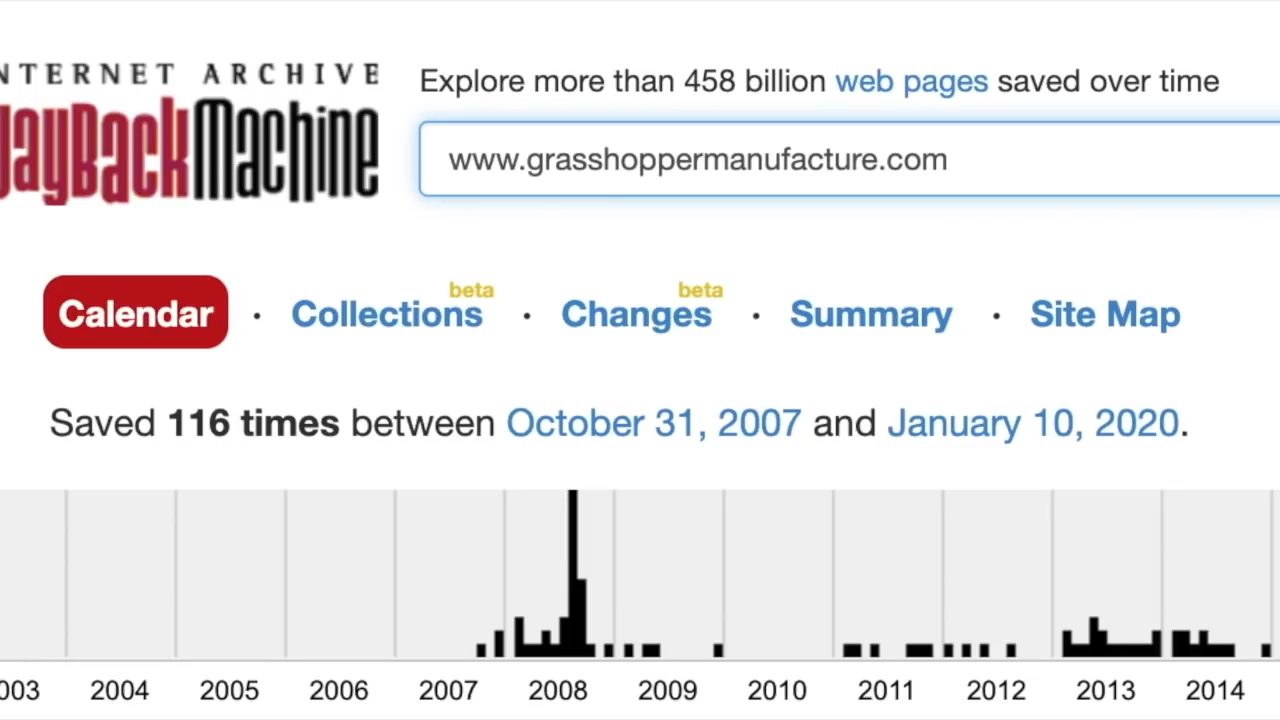 INTERNET ARCHIVE
WayBackMachine
Explore more than 458 billion web pages saved over time
www.grasshoppermanufacture.com
Calendar · Collections beta · Changes beta · Summary · Site Map
Saved 116 times between October 31, 2007 and January 10, 2020.
003 2004 2005 2006 2007 2008 2009 2010 2011 2012 2013 2014